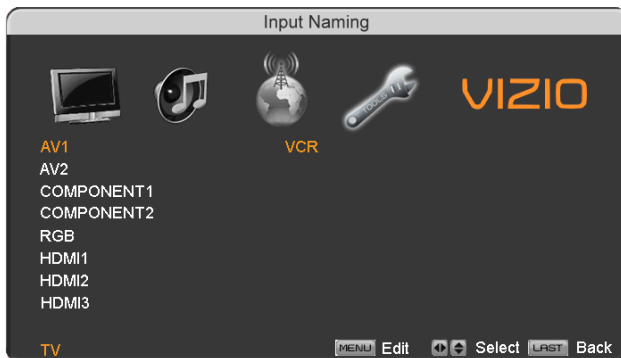 Input Naming
TOOLS
VIZIO
AV1 VCR
AV2
COMPONENT1
COMPONENT2
RGB
HDMI1
HDMI2
HDMI3
TV MENU Edit Select LAST Back